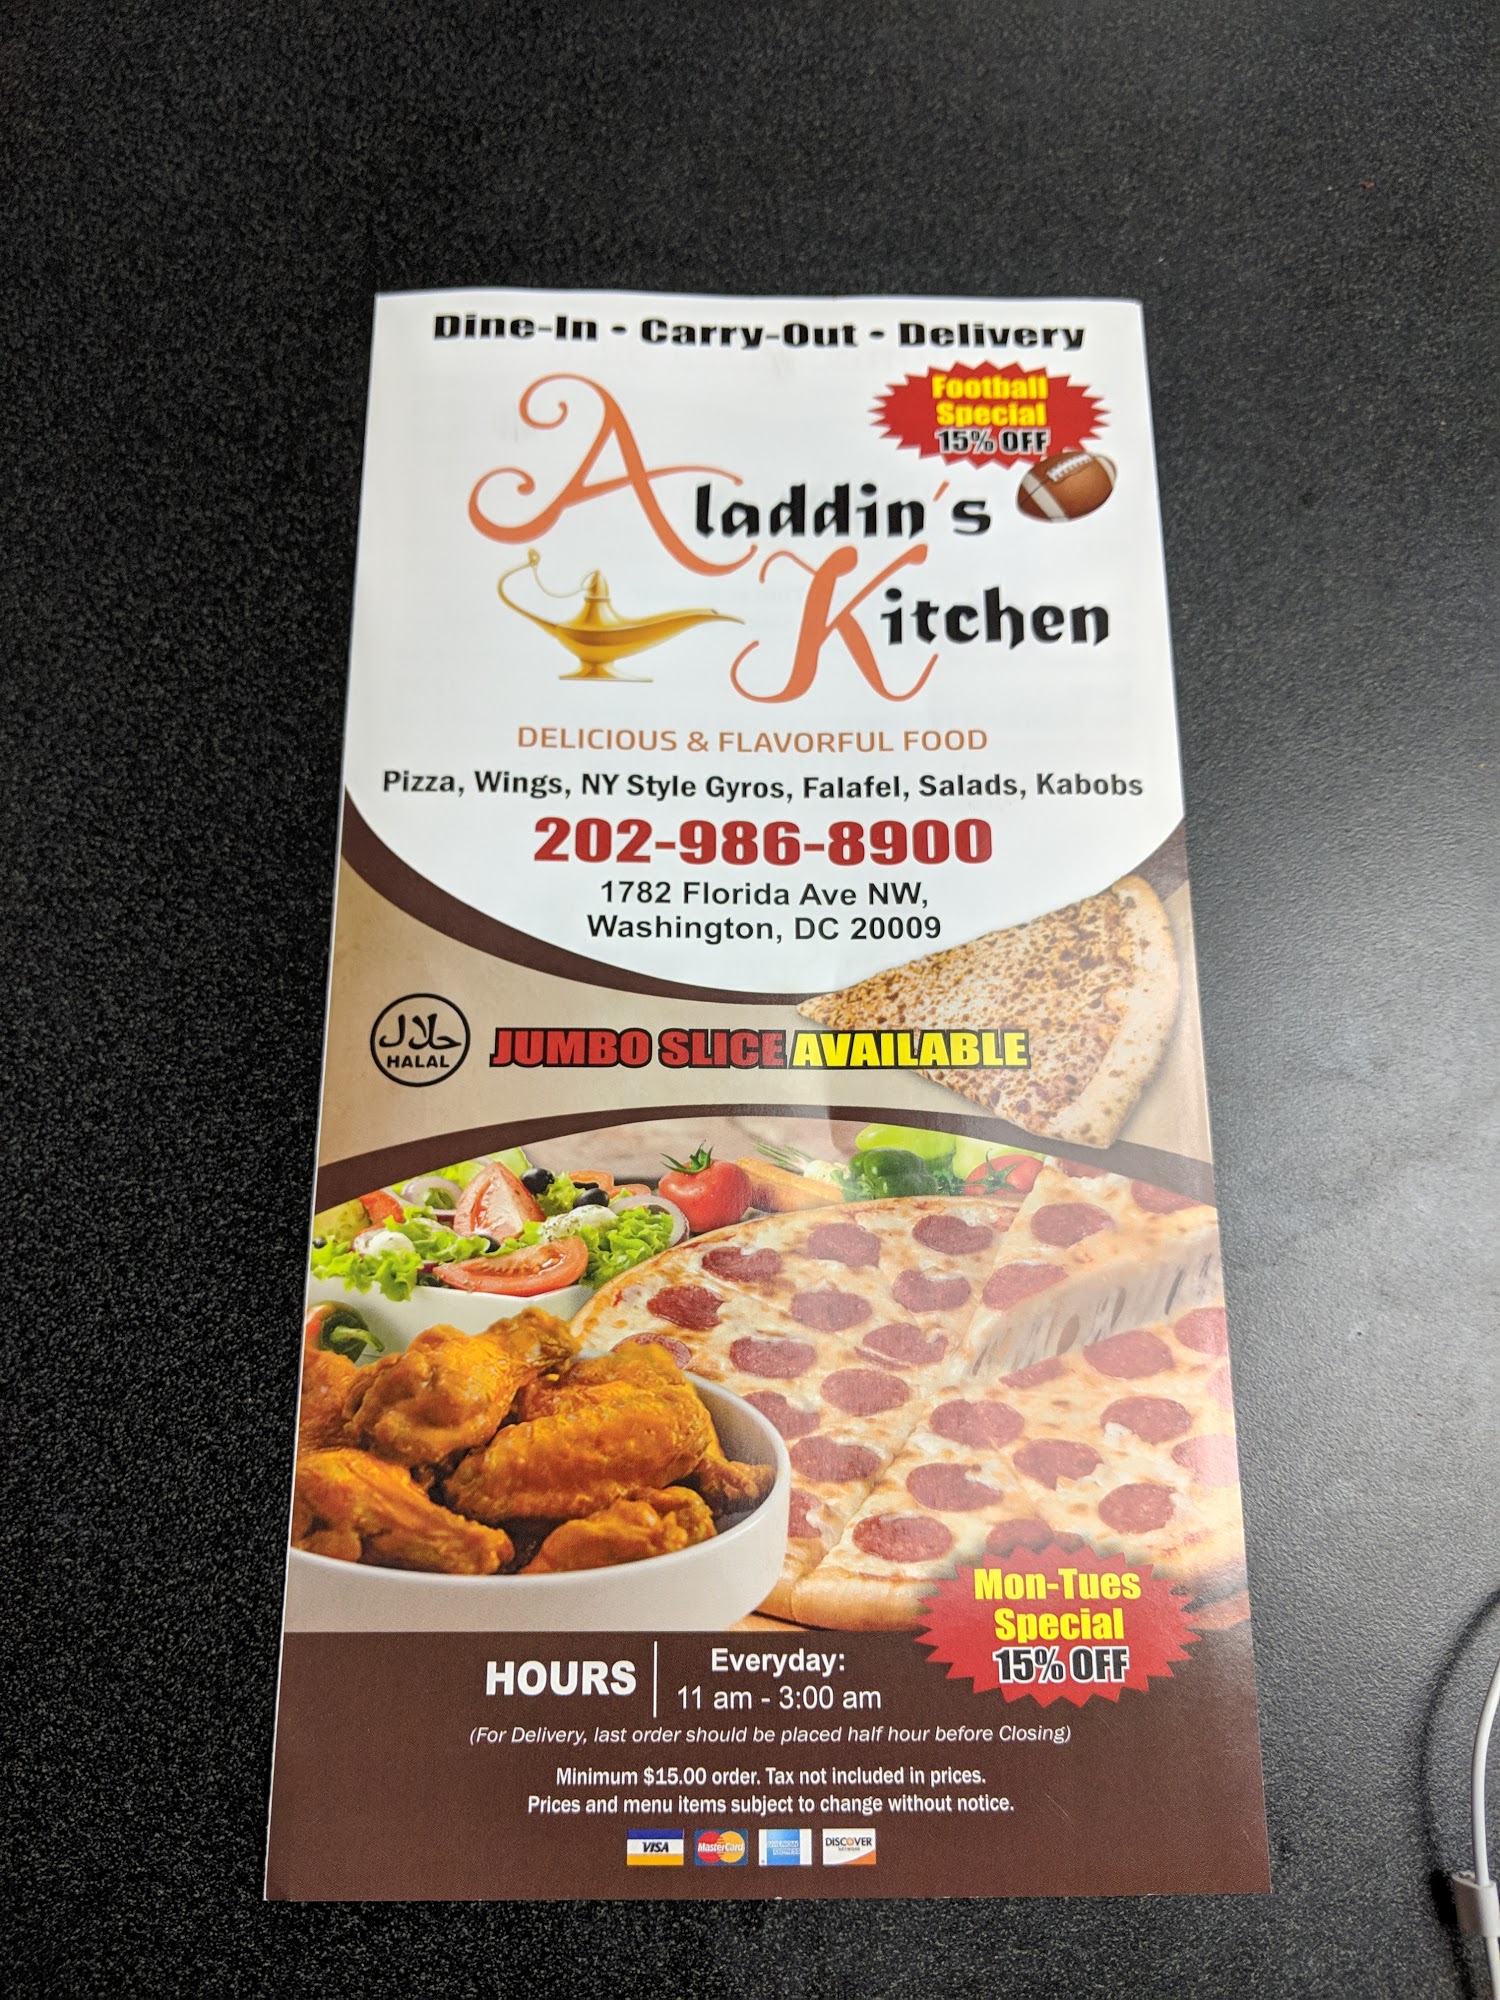 Dine-In - Carry-Out - Delivery
Football
Special
15% OFF
Aladdin's
Kitchen
DELICIOUS & FLAVORFUL FOOD
Pizza, Wings, NY Style Gyros, Falafel, Salads, Kabobs
202-986-8900
1782 Florida Ave NW,
Washington, DC 20009
حلال
HALAL
JUMBO SLICE AVAILABLE
Mon-Tues
Special
15% OFF
HOURS
Everyday:
11 am - 3:00 am
(For Delivery, last order should be placed half hour before Closing)
Minimum $15.00 order. Tax not included in prices.
Prices and menu items subject to change without notice.
VISA
MasterCard
AMERICAN EXPRESS
DISCOVER
NETWORK